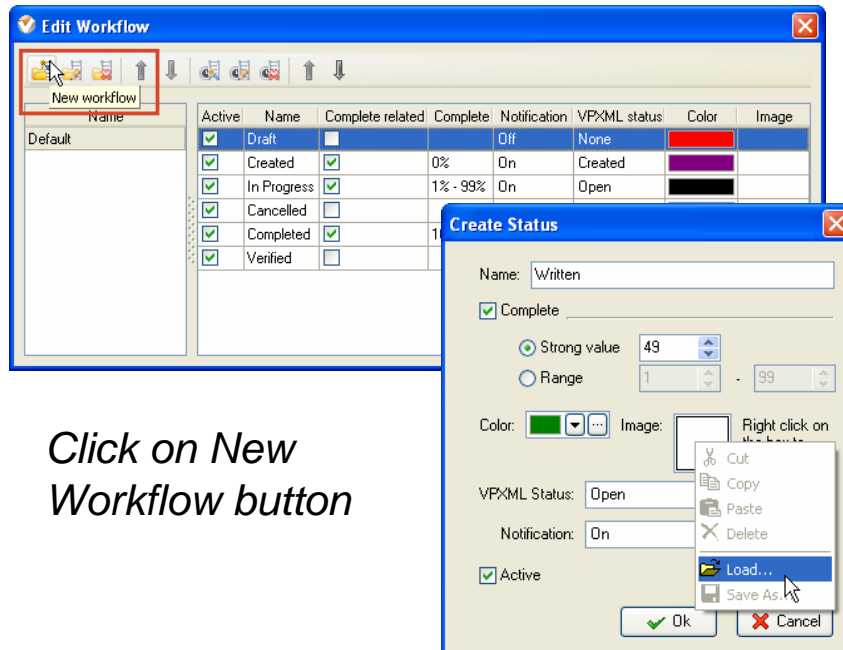 Edit Workflow
New workflow
Name
Default
Active Name Complete related Complete Notification VPXML status Color Image
Draft Off None
Created 0% On Created
In Progress 1% - 99% On Open
Cancelled
Completed
Verified
Create Status
Name: Written
Complete
Strong value 49
Range 1 - 99
Color: Image: Right click on
the box to
Cut
Copy
Paste
Delete
Load...
Save As...
VPXML Status: Open
Notification: On
Active
Ok Cancel
Click on New
Workflow button